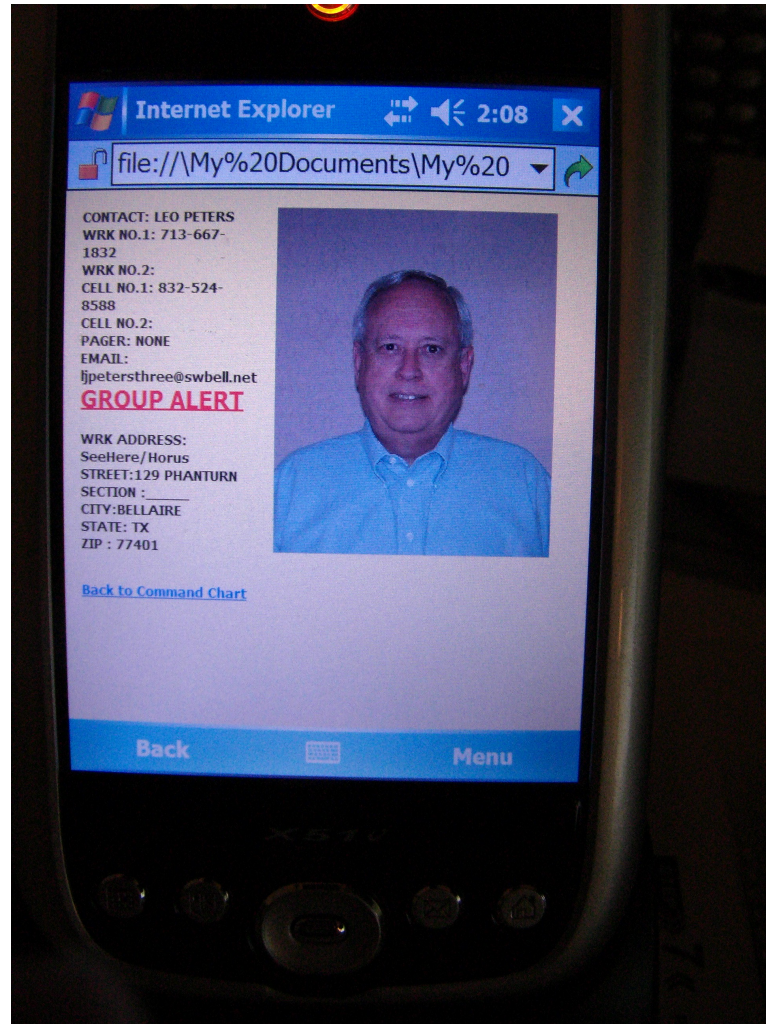 Internet Explorer 2:08
file://\My%20Documents\My%20
CONTACT: LEO PETERS
WRK NO.1: 713-667-
1832
WRK NO.2:
CELL NO.1: 832-524-
8588
CELL NO.2:
PAGER: NONE
EMAIL:
ljpetersthree@swbell.net
GROUP ALERT
WRK ADDRESS:
SeeHere/Horus
STREET:129 PHANTURN
SECTION :_____
CITY:BELLAIRE
STATE: TX
ZIP : 77401
Back to Command Chart
Back Menu
X51v